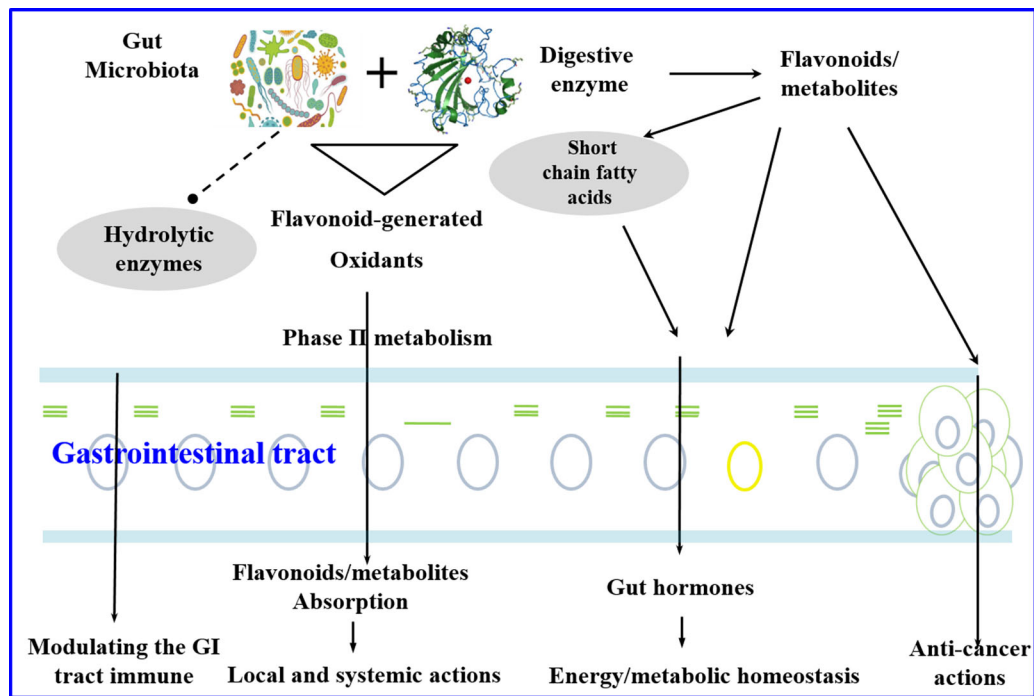 Gut
Microbiota
Digestive
enzyme
Flavonoids/
metabolites
Short
chain fatty
acids
Hydrolytic
enzymes
Flavonoid-generated
Oxidants
Phase II metabolism
Gastrointestinal tract
Flavonoids/metabolites
Absorption
Gut hormones
Modulating the GI
tract immune
Local and systemic actions
Energy/metabolic homeostasis
Anti-cancer
actions